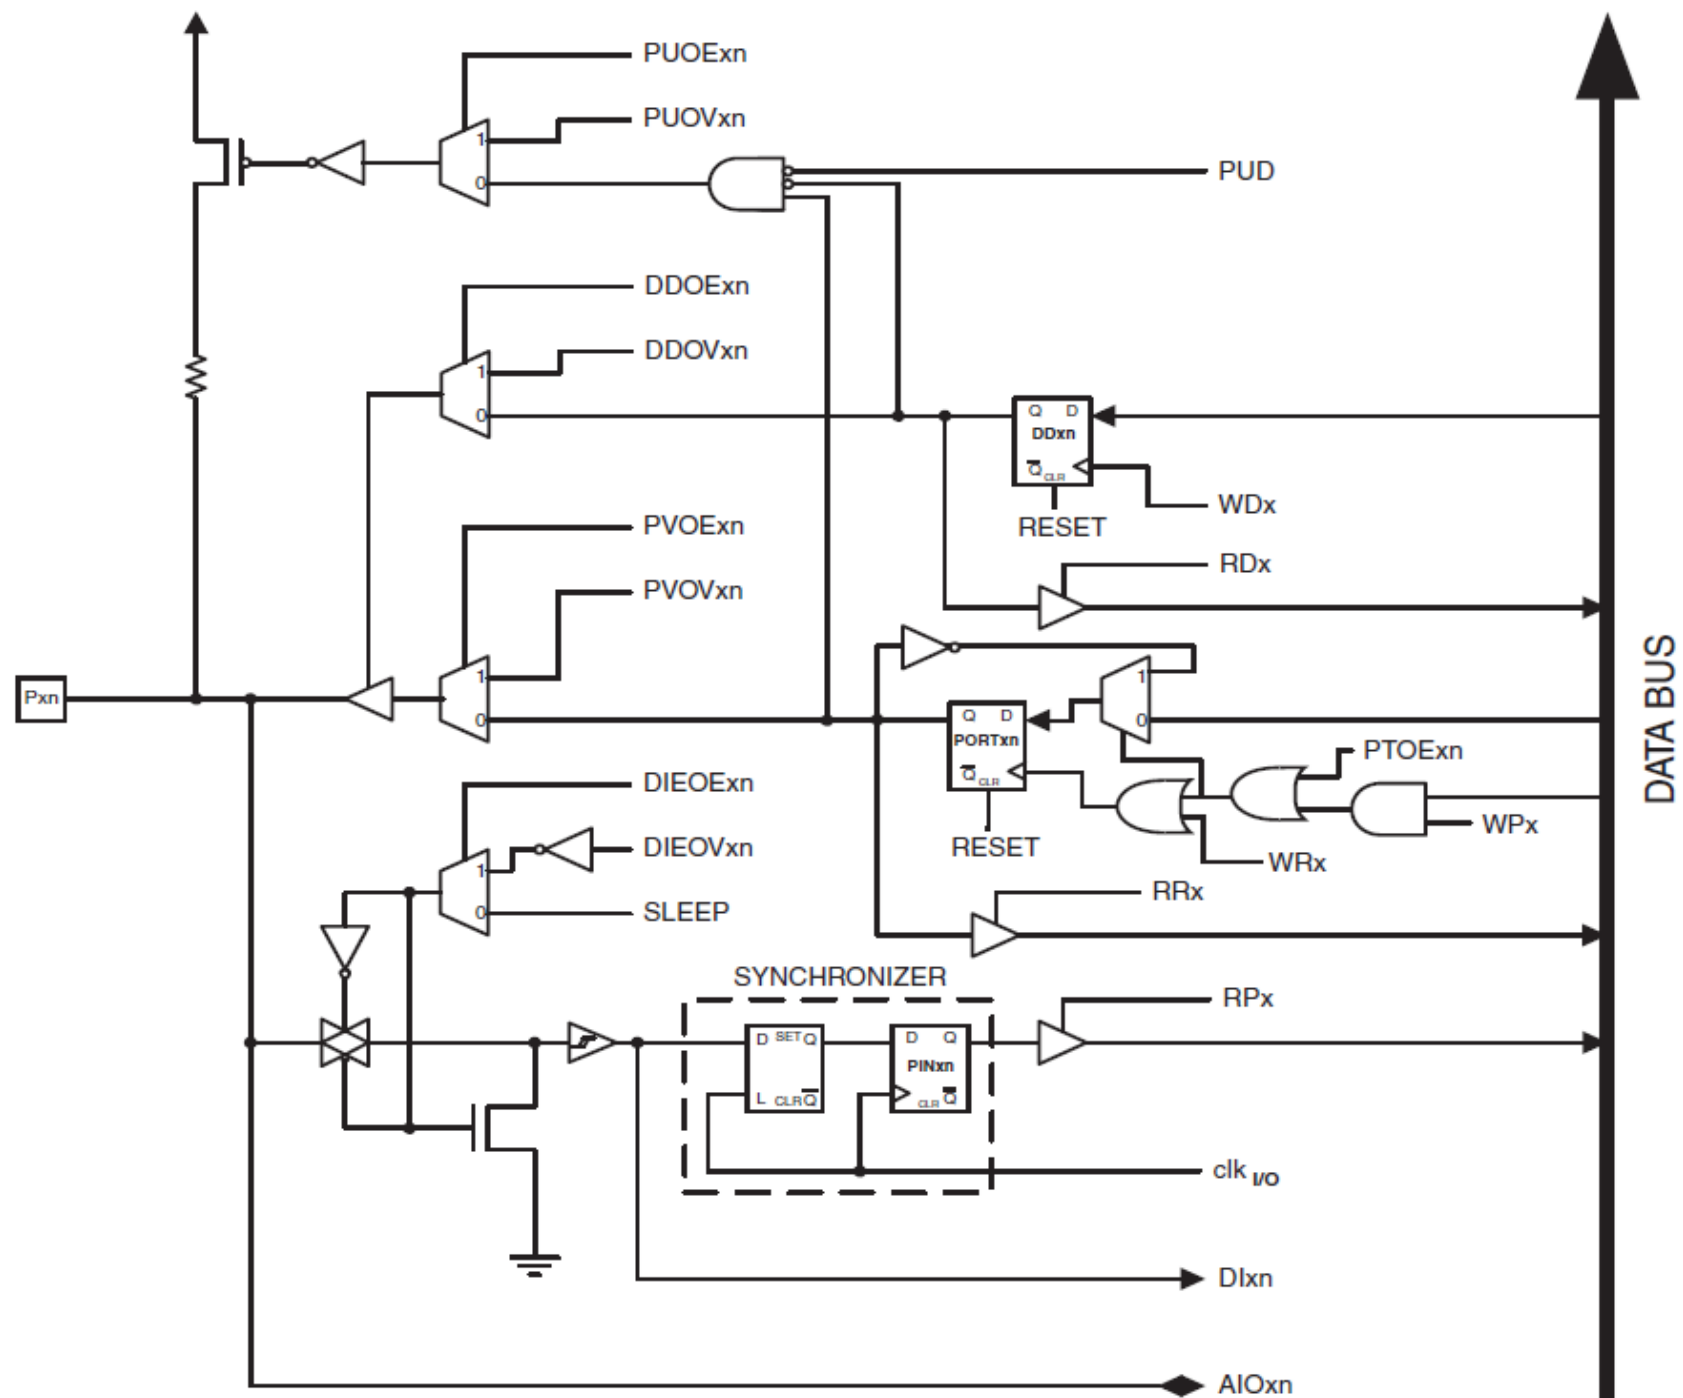 PUOExn
PUOVxn
1
0
PUD
DDOExn
DDOVxn
1
0
Q D
DDxn
Q CLR
WDx
RESET
PVOExn
RDx
PVOVxn
1
0
Pxn
1
0
Q D
PORTxn
Q CLR
PTOExn
DATA BUS
DIEOExn
WPx
RESET
DIEOVxn
WRx
1
0
SLEEP
RRx
SYNCHRONIZER
RPx
D SET Q
L CLR Q
D Q
PINxn
CLR Q
clk I/O
DIxn
AIOxn